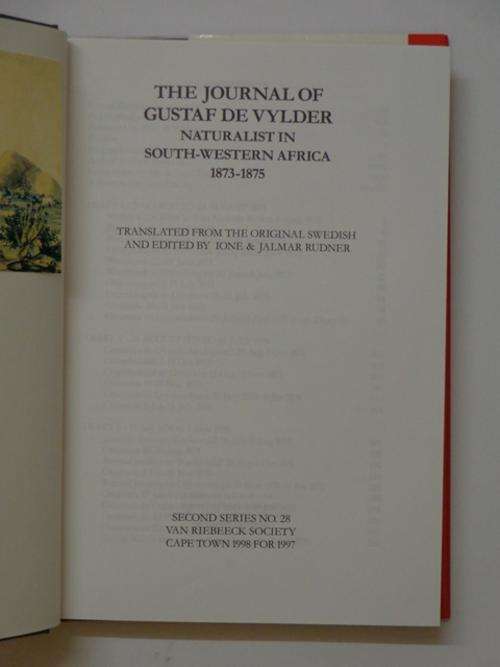 THE JOURNAL OF
GUSTAF DE VYLDER
NATURALIST IN
SOUTH-WESTERN AFRICA
1873-1875
TRANSLATED FROM THE ORIGINAL SWEDISH
AND EDITED BY IONE & JALMAR RUDNER
SECOND SERIES NO. 28
VAN RIEBEECK SOCIETY
CAPE TOWN 1998 FOR 1997